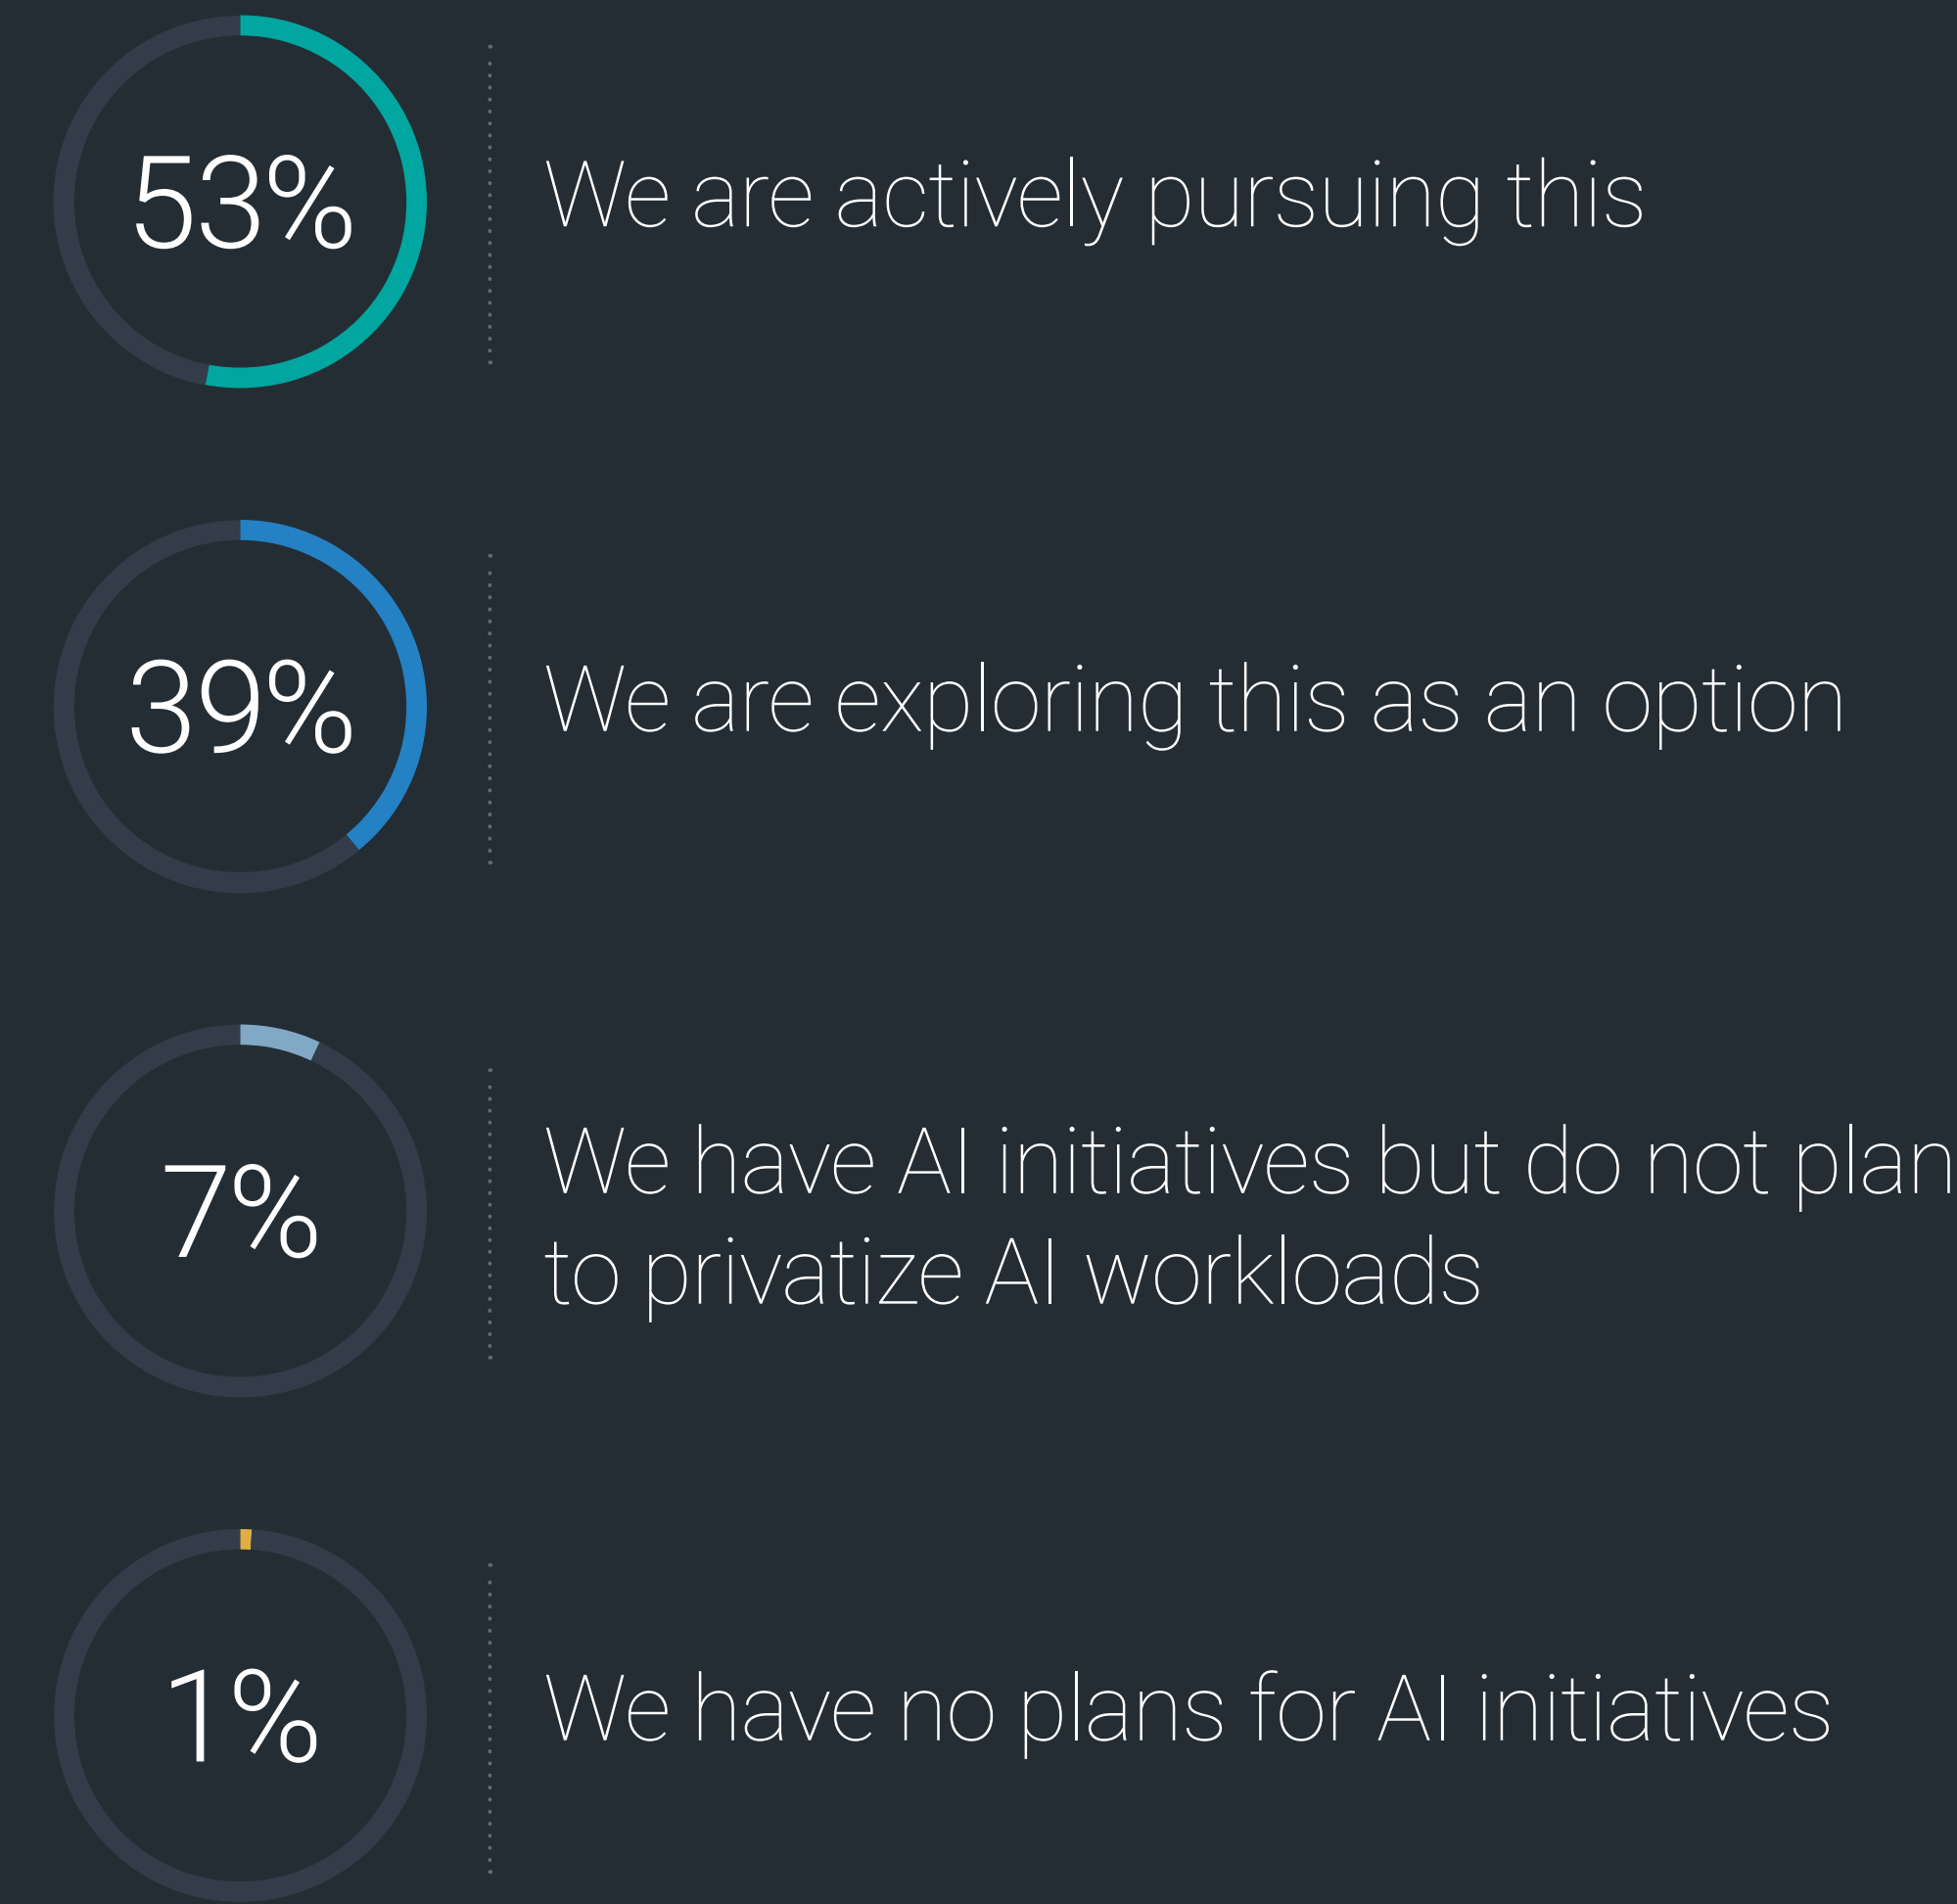 53%
We are actively pursuing this
39%
We are exploring this as an option
7%
We have AI initiatives but do not plan
to privatize AI workloads
1%
We have no plans for AI initiatives